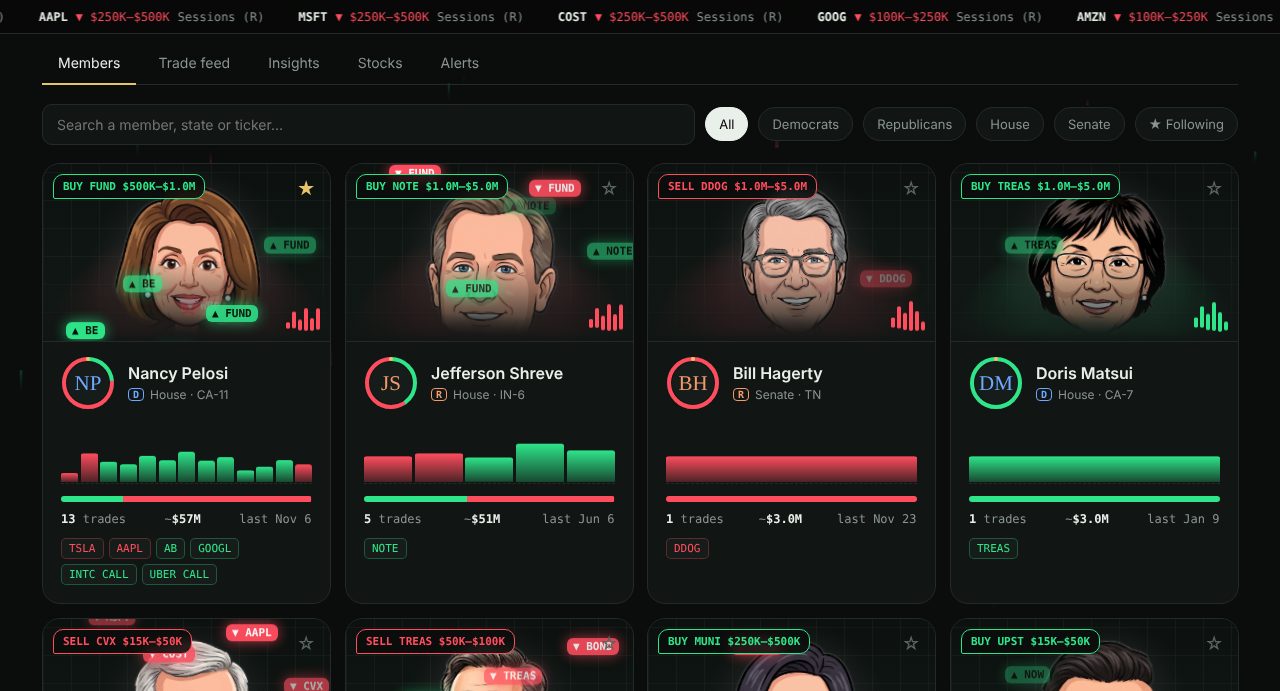 AAPL ▼ $250K–$500K Sessions (R) MSFT ▼ $250K–$500K Sessions (R) COST ▼ $250K–$500K Sessions (R) GOOG ▼ $100K–$250K Sessions (R) AMZN ▼ $100K–$250K Sessions
Members Trade feed Insights Stocks Alerts
Search a member, state or ticker...
All Democrats Republicans House Senate ★ Following
BUY FUND $500K–$1.0M
▲ FUND
▲ BE
▲ FUND
▲ BE
NP Nancy Pelosi
D House · CA-11
13 trades ~$57M last Nov 6
TSLA AAPL AB GOOGL
INTC CALL UBER CALL
▼ FUND
BUY NOTE $1.0M–$5.0M
▼ FUND
NOTE
▲ NOTE
▲ FUND
JS Jefferson Shreve
R House · IN-6
5 trades ~$51M last Jun 6
NOTE
SELL DDOG $1.0M–$5.0M
▼ DDOG
BH Bill Hagerty
R Senate · TN
1 trades ~$3.0M last Nov 23
DDOG
BUY TREAS $1.0M–$5.0M
▲ TREAS
DM Doris Matsui
D House · CA-7
1 trades ~$3.0M last Jan 9
TREAS
SELL CVX $15K–$50K
▼ AAPL
▼ COST
▼ CVX
SELL TREAS $50K–$100K
▼ BOND
▼ TREAS
BUY MUNI $250K–$500K
BUY UPST $15K–$50K
▲ NOW